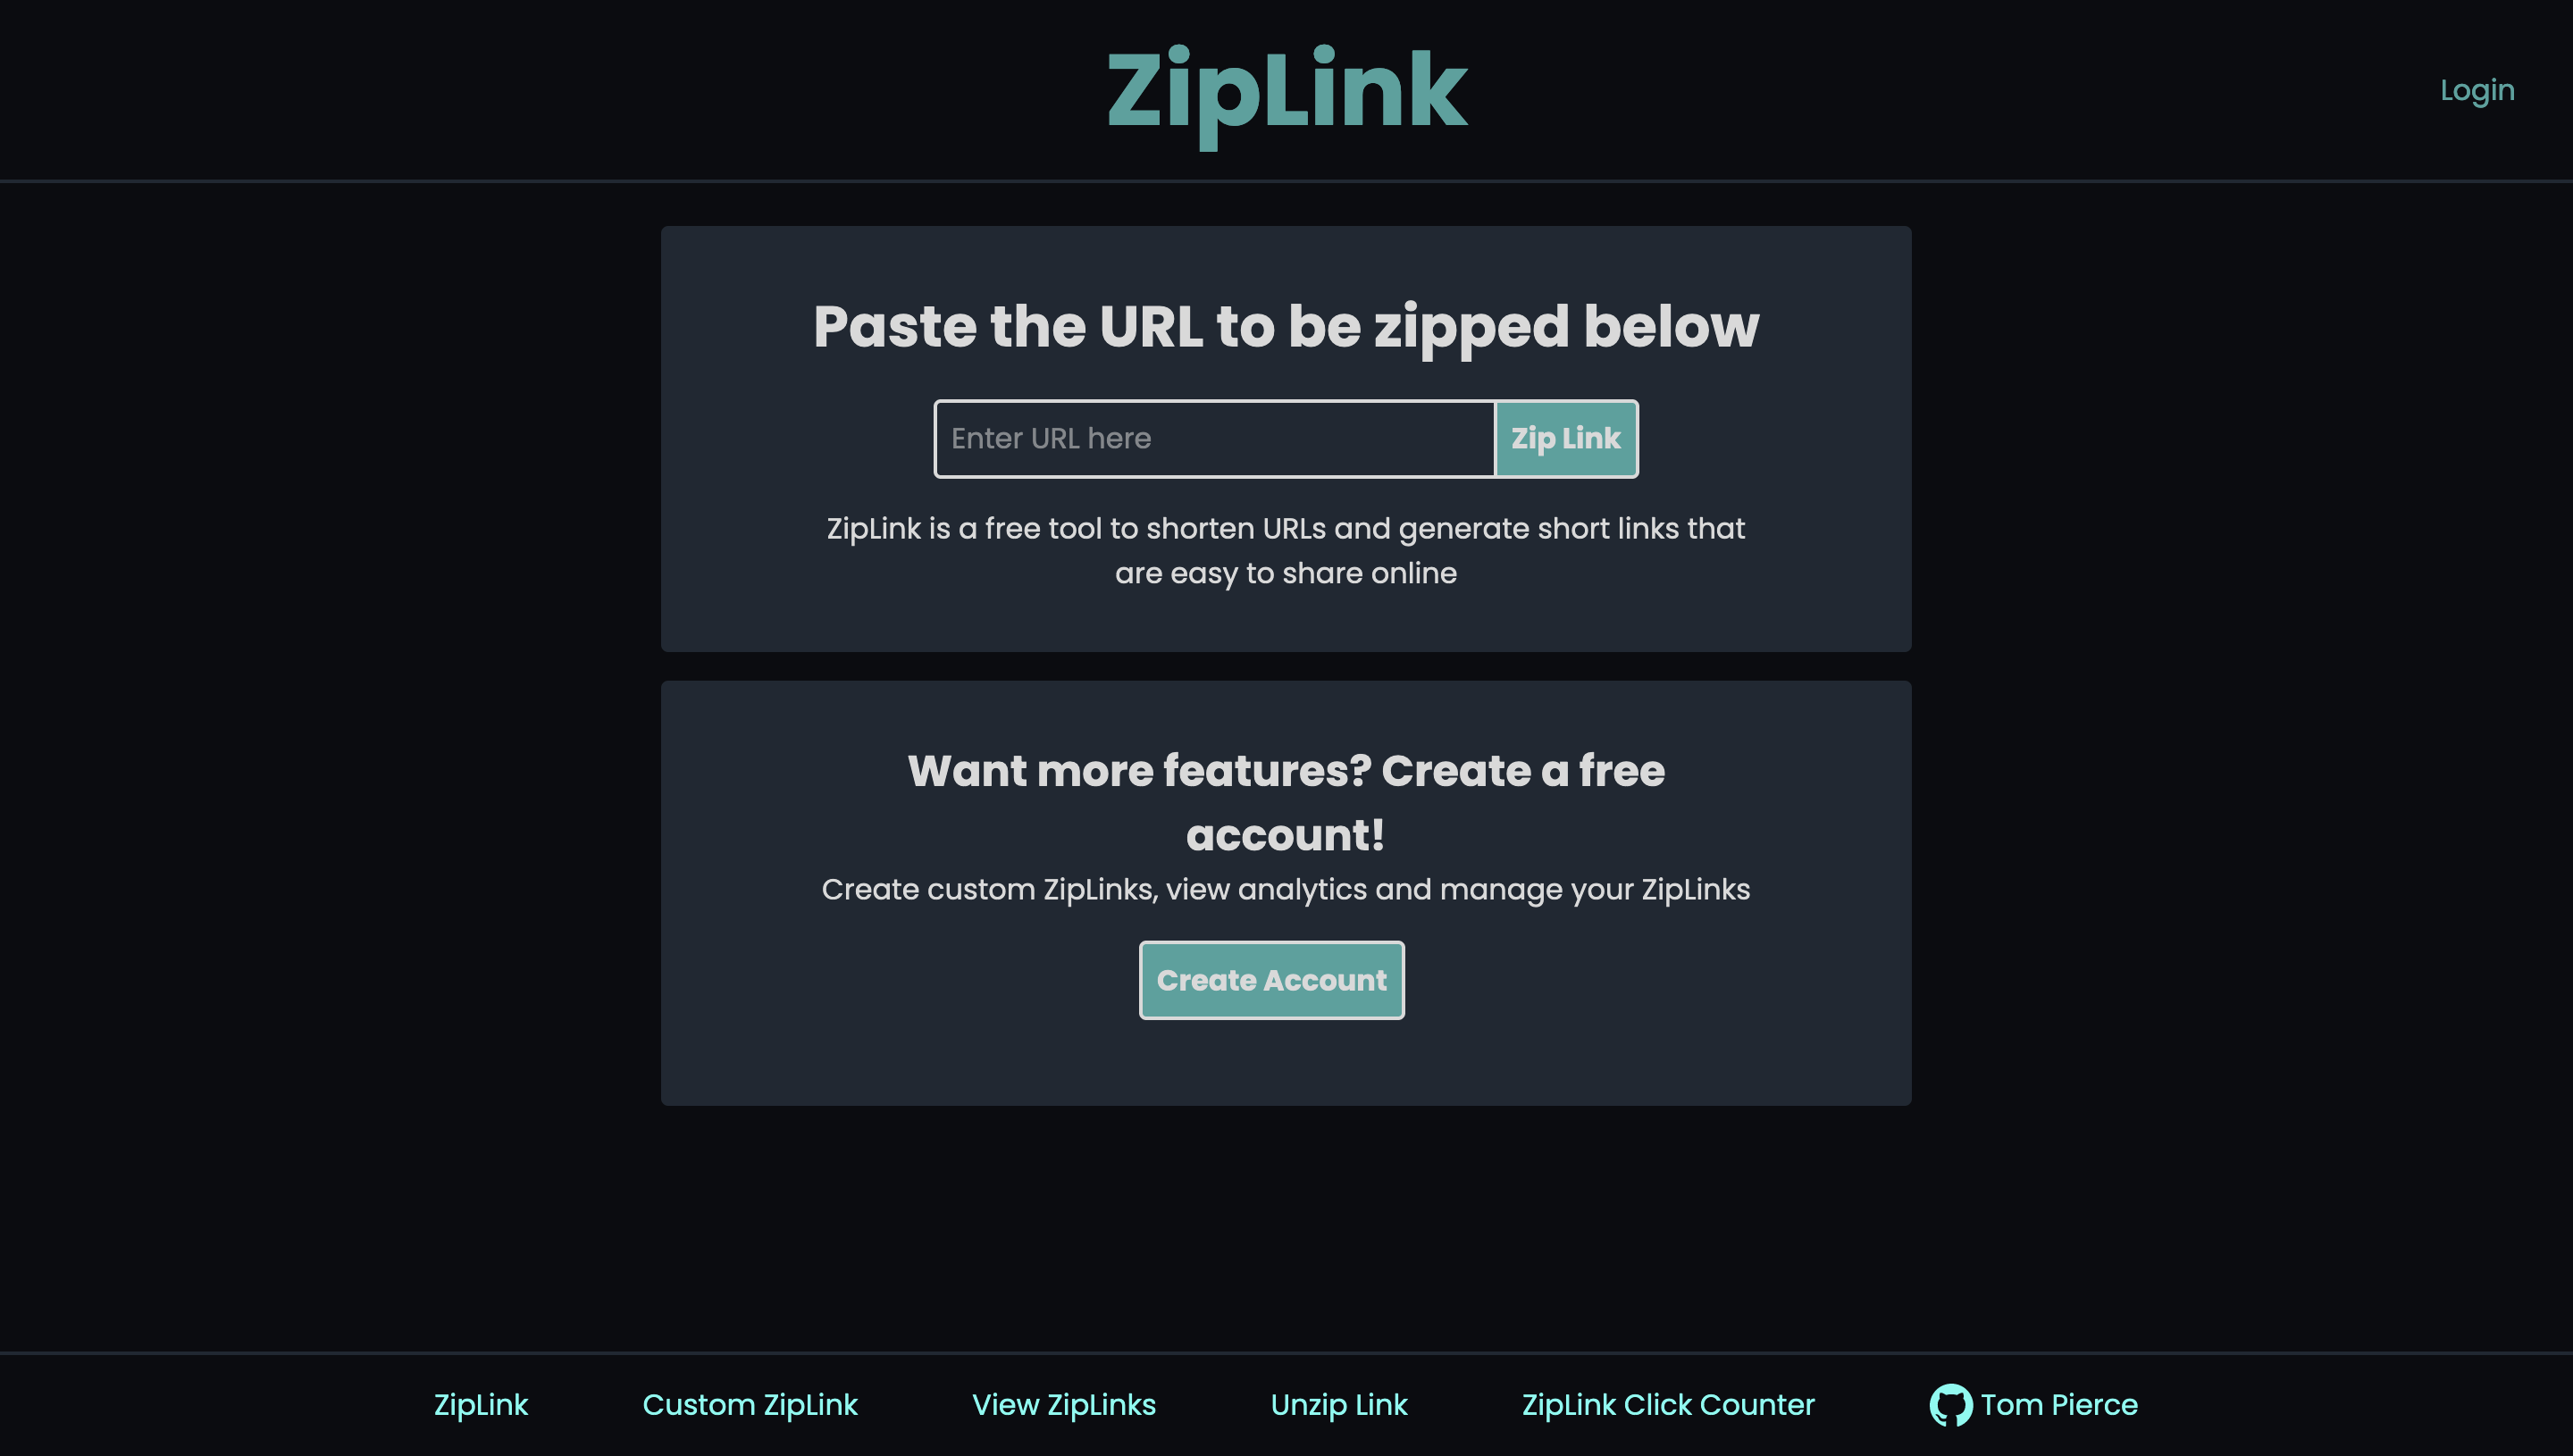 ZipLink
Login
Paste the URL to be zipped below
Enter URL here
Zip Link
ZipLink is a free tool to shorten URLs and generate short links that
are easy to share online
Want more features? Create a free
account!
Create custom ZipLinks, view analytics and manage your ZipLinks
Create Account
ZipLink
Custom ZipLink
View ZipLinks
Unzip Link
ZipLink Click Counter
Tom Pierce